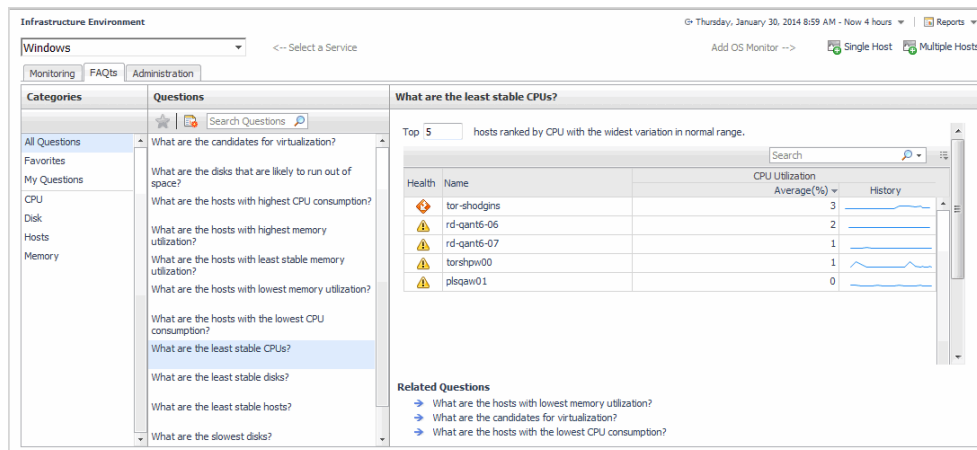 Infrastructure Environment
Thursday, January 30, 2014 8:59 AM - Now 4 hours
Reports
Windows
<-- Select a Service
Add OS Monitor -->
Single Host
Multiple Hosts
Monitoring
FAQts
Administration
Categories
All Questions
Favorites
My Questions
CPU
Disk
Hosts
Memory
Questions
Search Questions
What are the candidates for virtualization?
What are the disks that are likely to run out of
space?
What are the hosts with highest CPU consumption?
What are the hosts with highest memory
utilization?
What are the hosts with least stable memory
utilization?
What are the hosts with lowest memory utilization?
What are the hosts with the lowest CPU
consumption?
What are the least stable CPUs?
What are the least stable disks?
What are the least stable hosts?
What are the slowest disks?
What are the least stable CPUs?
Top 5 hosts ranked by CPU with the widest variation in normal range.
Search
Health Name CPU Utilization
Average(%) History
tor-shodgins 3
rd-qant6-06 2
rd-qant6-07 1
torshpw00 1
plsqaw01 0
Related Questions
What are the hosts with lowest memory utilization?
What are the candidates for virtualization?
What are the hosts with the lowest CPU consumption?